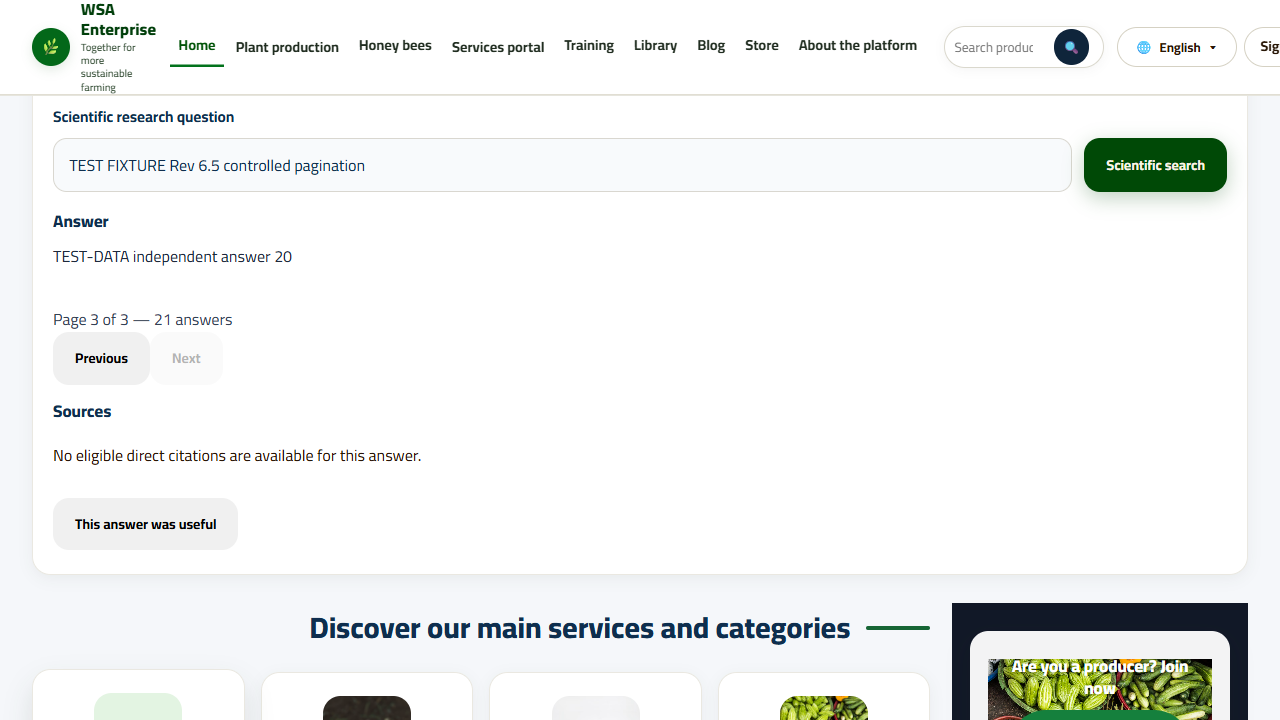 WSA
Enterprise
Together for
more
sustainable
farming
Home
Plant production
Honey bees
Services portal
Training
Library
Blog
Store
About the platform
Search produc
English
Sig
Scientific research question
TEST FIXTURE Rev 6.5 controlled pagination
Scientific search
Answer
TEST-DATA independent answer 20
Page 3 of 3 — 21 answers
Previous
Next
Sources
No eligible direct citations are available for this answer.
This answer was useful
Discover our main services and categories
Are you a producer? Join
now